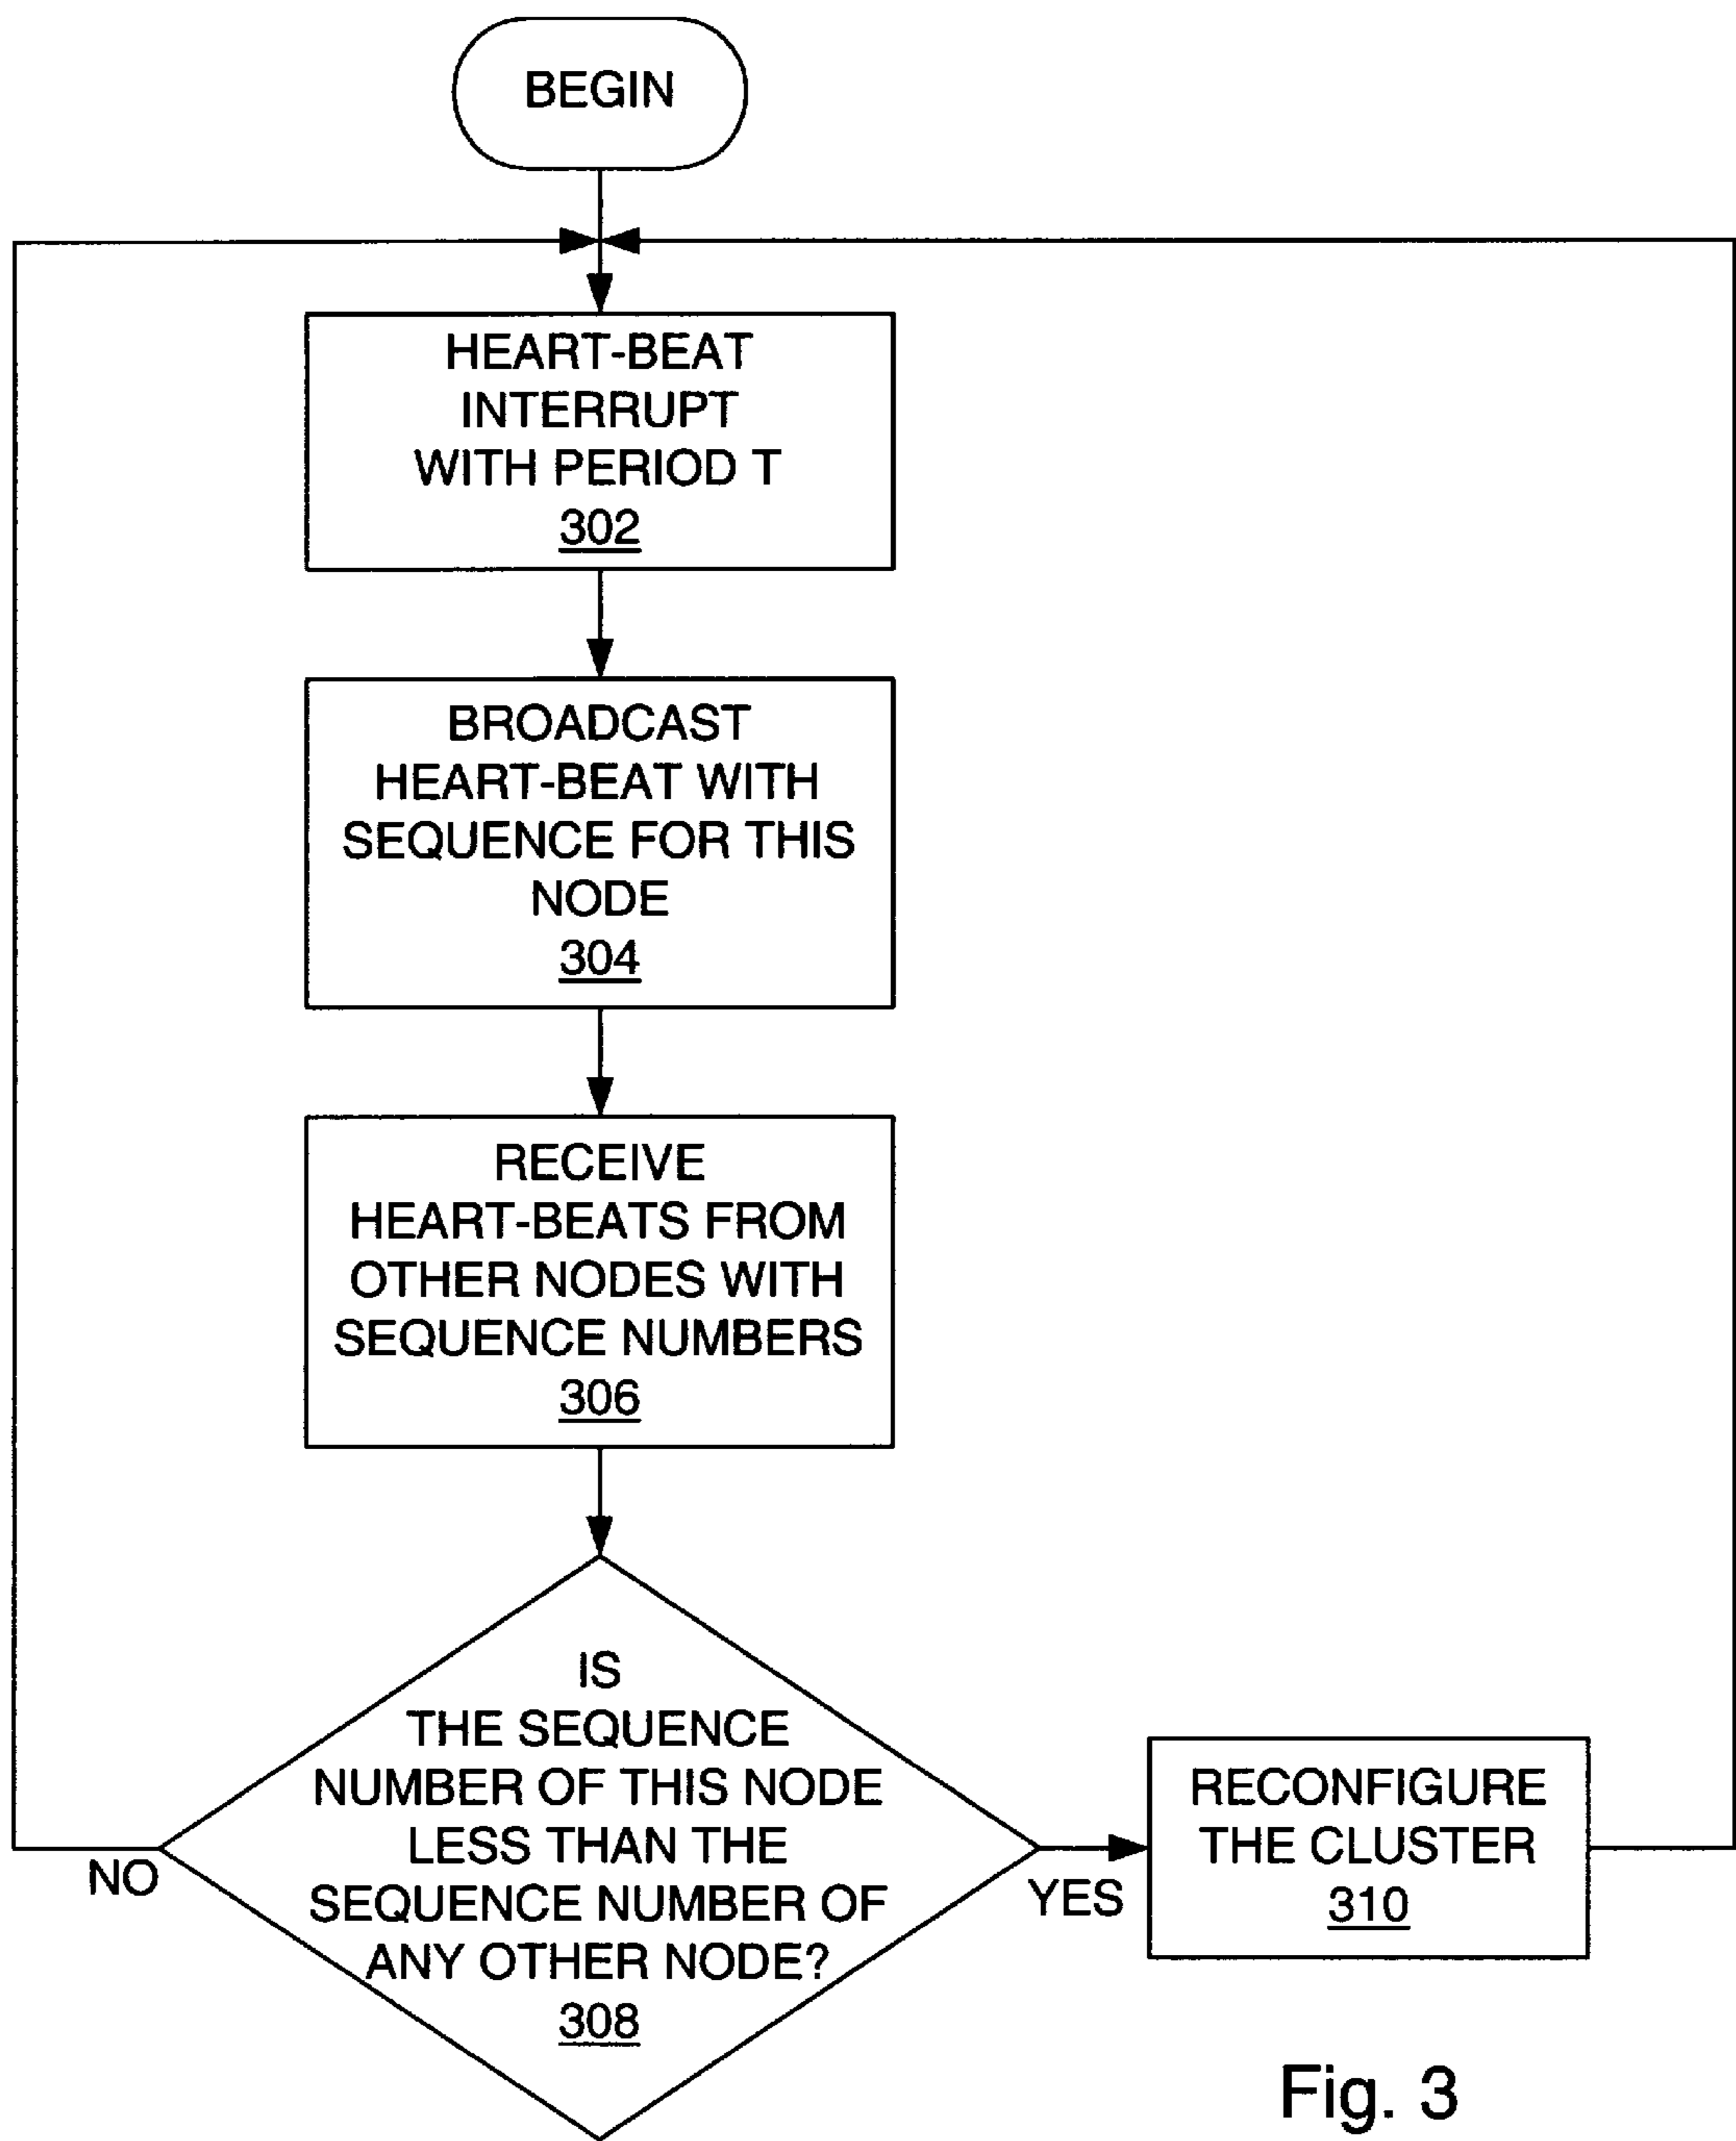 BEGIN
HEART-BEAT
INTERRUPT
WITH PERIOD T
302
BROADCAST
HEART-BEAT WITH
SEQUENCE FOR THIS
NODE
304
RECEIVE
HEART-BEATS FROM
OTHER NODES WITH
SEQUENCE NUMBERS
306
IS
THE SEQUENCE
NUMBER OF THIS NODE
LESS THAN THE
SEQUENCE NUMBER OF
ANY OTHER NODE?
308
NO
YES
RECONFIGURE
THE CLUSTER
310
Fig. 3